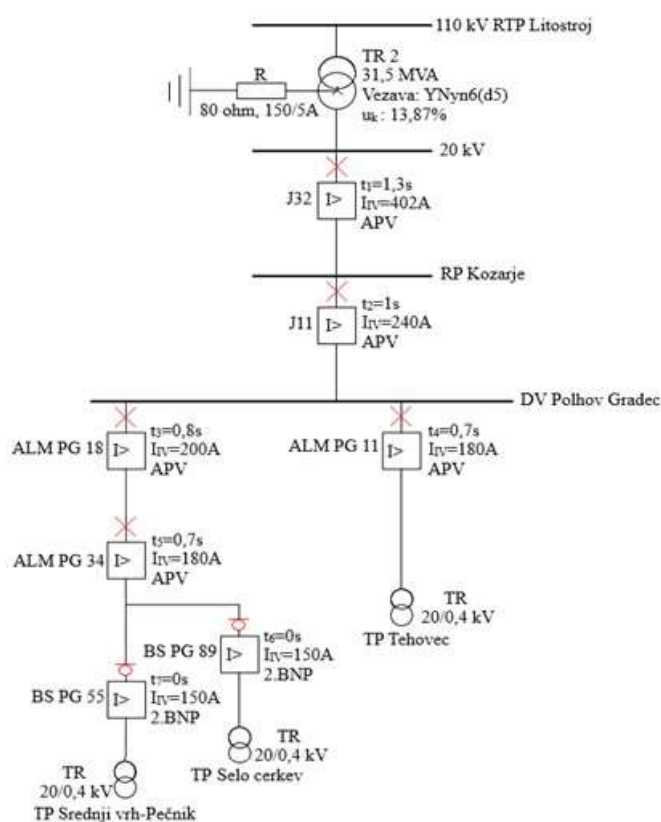 110 kV RTP Litostroj
TR 2
31,5 MVA
Vezava: YNyn6(d5)
uk: 13,87%
R
80 ohm, 150/5A
20 kV
J32
I>
t1=1,3s
IIV=402A
APV
RP Kozarje
J11
I>
t2=1s
IIV=240A
APV
DV Polhov Gradec
ALM PG 18
I>
t3=0,8s
IIV=200A
APV
ALM PG 11
I>
t4=0,7s
IIV=180A
APV
ALM PG 34
I>
t5=0,7s
IIV=180A
APV
TR
20/0,4 kV
TP Tehovec
BS PG 89
I>
t6=0s
IIV=150A
2.BNP
BS PG 55
I>
t7=0s
IIV=150A
2.BNP
TR
20/0,4 kV
TP Selo cerkev
TR
20/0,4 kV
TP Srednji vrh-Pečnik